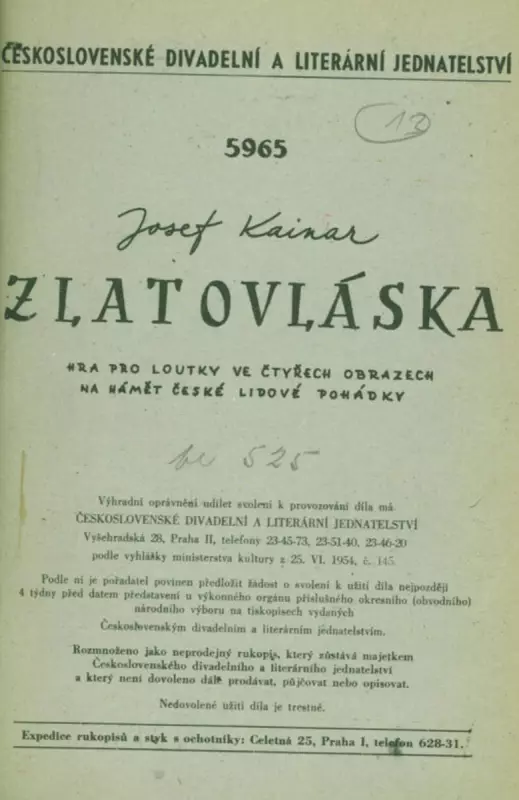 ČESKOSLOVENSKÉ DIVADELNÍ A LITERÁRNÍ JEDNATELSTVÍ
13
5965
Josef Kainar
ZLATOVLÁSKA
HRA PRO LOUTKY VE ČTYŘECH OBRAZECH
NA NÁMĚT ČESKÉ LIDOVÉ POHÁDKY
525
Výhradní oprávnění udílet svolení k provozování díla má
ČESKOSLOVENSKÉ DIVADELNÍ A LITERÁRNÍ JEDNATELSTVÍ
Vyšehradská 28, Praha II, telefony 23-45-73, 23-51-40, 23-46-20
podle vyhlášky ministerstva kultury z 25. VI. 1954, č. 145.
Podle ní je pořadatel povinen předložit žádost o svolení k užití díla nejpozději
4 týdny před datem představení u výkonného orgánu příslušného okresního (obvodního)
národního výboru na tiskopisech vydaných
Československým divadelním a literárním jednatelstvím.
Rozmnoženo jako neprodejný rukopis, který zůstává majetkem
Československého divadelního a literárního jednatelství
a který není dovoleno dále prodávat, půjčovat nebo opisovat.
Nedovolené užití díla je trestné.
Expedice rukopisů a styk s ochotníky: Celetná 25, Praha I, telefon 628-31.